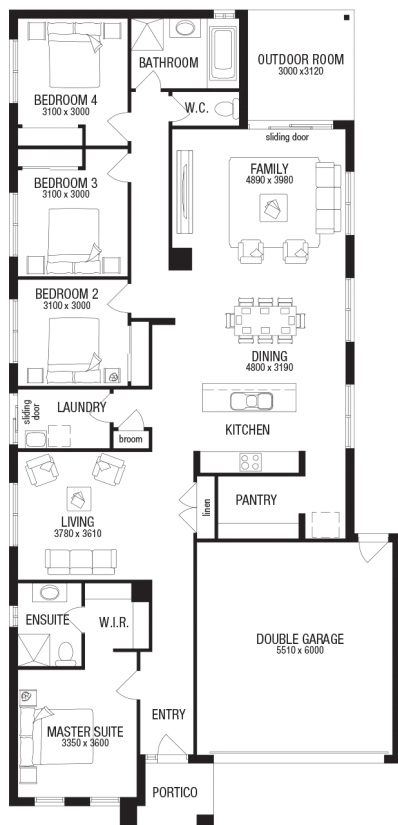 BATHROOM
OUTDOOR ROOM
3000 x3120
BEDROOM 4
3100 x 3000
W.C.
sliding door
FAMILY
4890 x 3980
BEDROOM 3
3100 x 3000
BEDROOM 2
3100 x 3000
DINING
4800 x 3190
sliding
door
LAUNDRY
broom
KITCHEN
linen
PANTRY
LIVING
3780 x 3610
ENSUITE
W.I.R.
DOUBLE GARAGE
5510 x 6000
MASTER SUITE
3350 x 3600
ENTRY
PORTICO